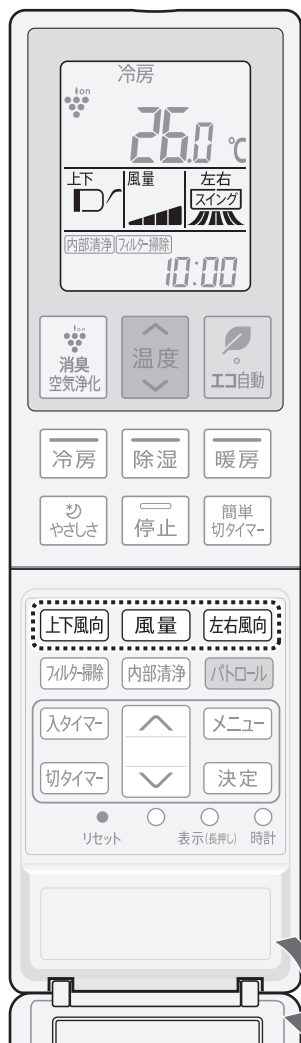 冷房
ion
26.0 ℃
上下 風量 左右
スイング
内部清浄 フィルター掃除
10:00
ion
消臭 温度 エコ自動
空気浄化
冷房 除湿 暖房
やさしさ 停止 簡単
切タイマー
上下風向 風量 左右風向
フィルター掃除 内部清浄 パトロール
入タイマー メニュー
切タイマー 決定
リセット 表示(長押し) 時計